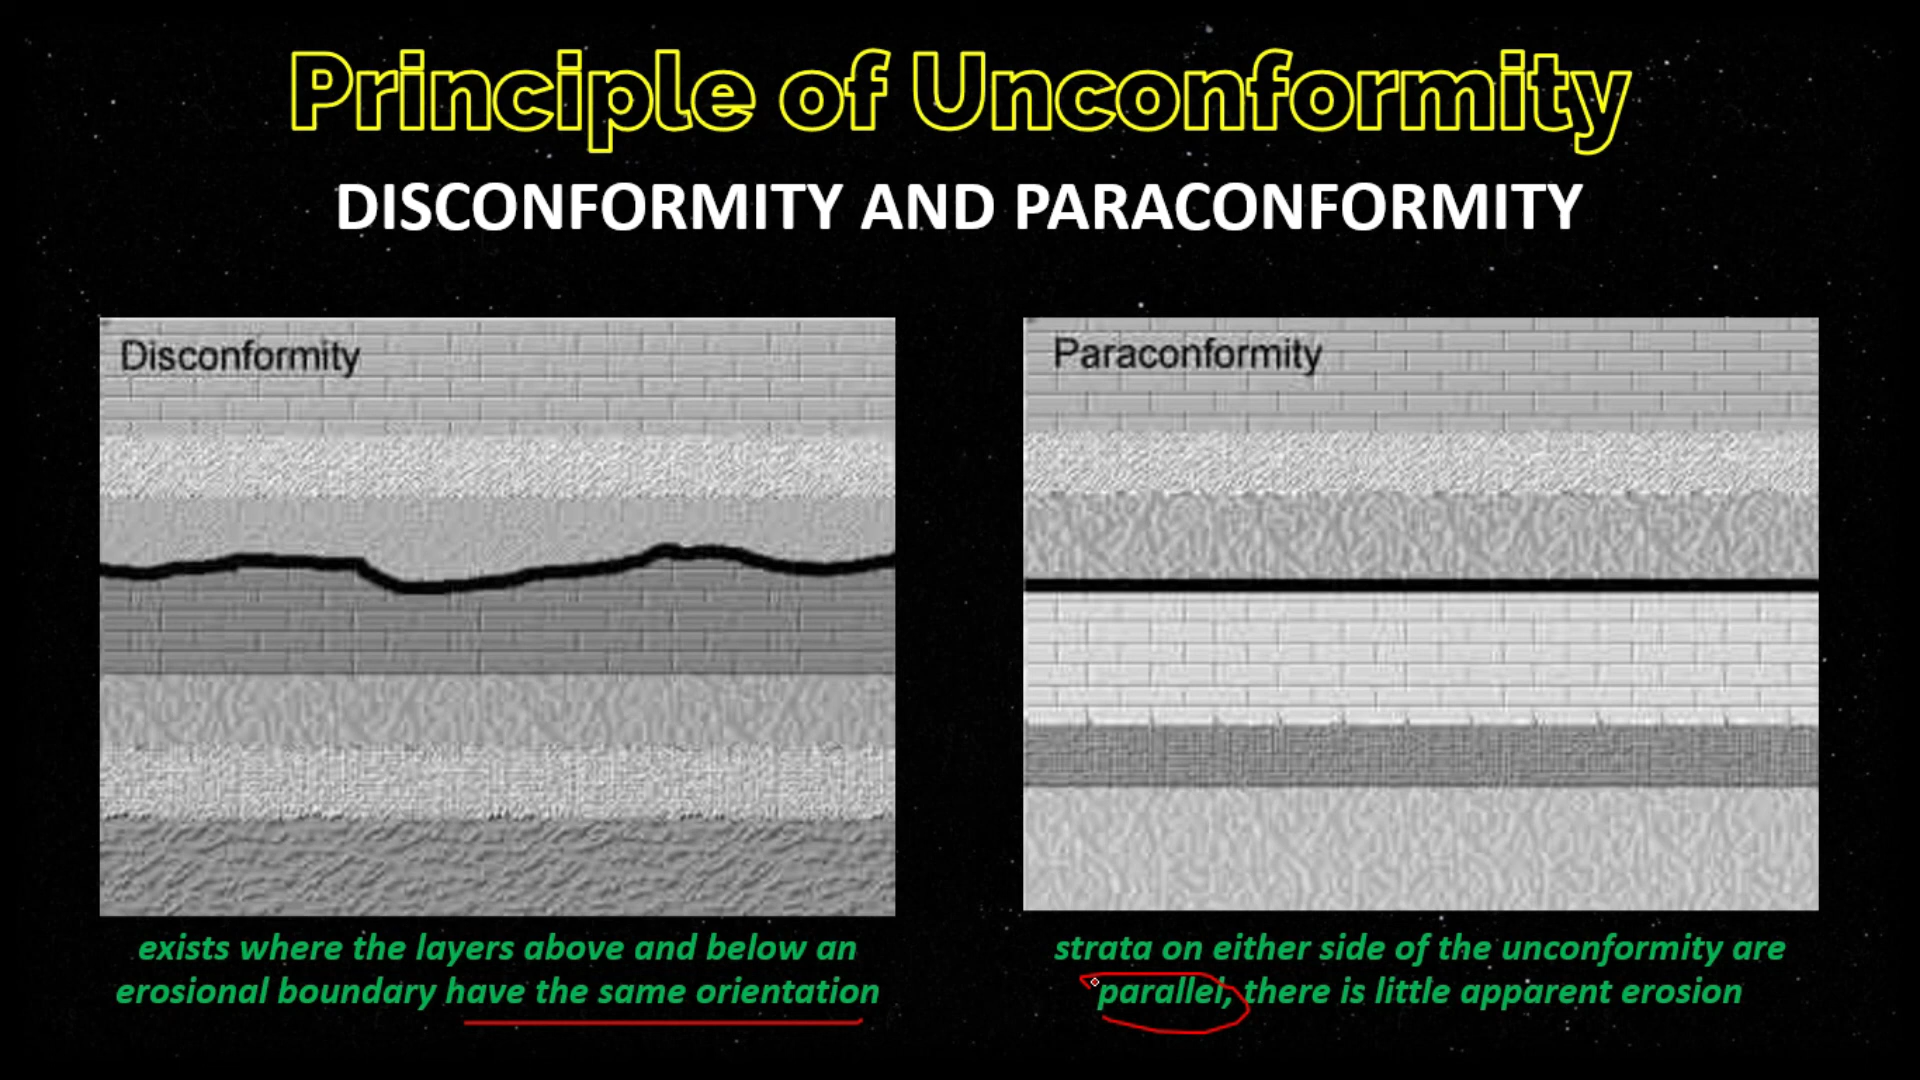 Principle of Unconformity
DISCONFORMITY AND PARACONFORMITY
Disconformity
Paraconformity
exists where the layers above and below an
erosional boundary have the same orientation
strata on either side of the unconformity are
parallel, there is little apparent erosion